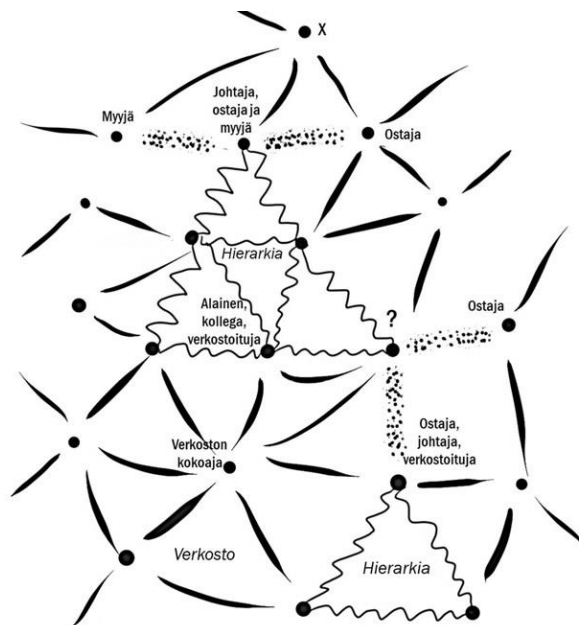 X
Johtaja,
ostaja ja
myyjä
Myyjä
Ostaja
Hierarkia
Alainen,
kollega,
verkostoituja
?
Ostaja
Ostaja,
johtaja,
verkostoituja
Verkoston
kokoaja
Verkosto
Hierarkia